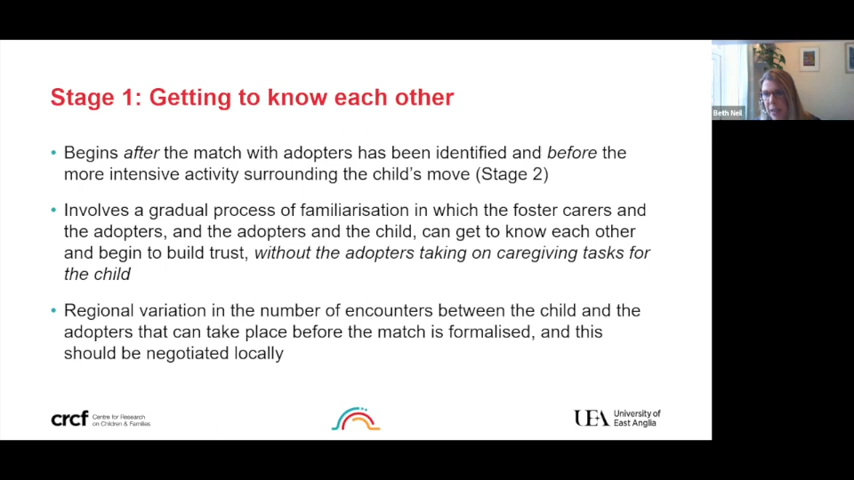 Stage 1: Getting to know each other
• Begins after the match with adopters has been identified and before the
more intensive activity surrounding the child's move (Stage 2)
• Involves a gradual process of familiarisation in which the foster carers and
the adopters, and the adopters and the child, can get to know each other
and begin to build trust, without the adopters taking on caregiving tasks for
the child
• Regional variation in the number of encounters between the child and the
adopters that can take place before the match is formalised, and this
should be negotiated locally
crcf Centre for Research
on Children & Families
UEA University of
East Anglia
Beth Neil